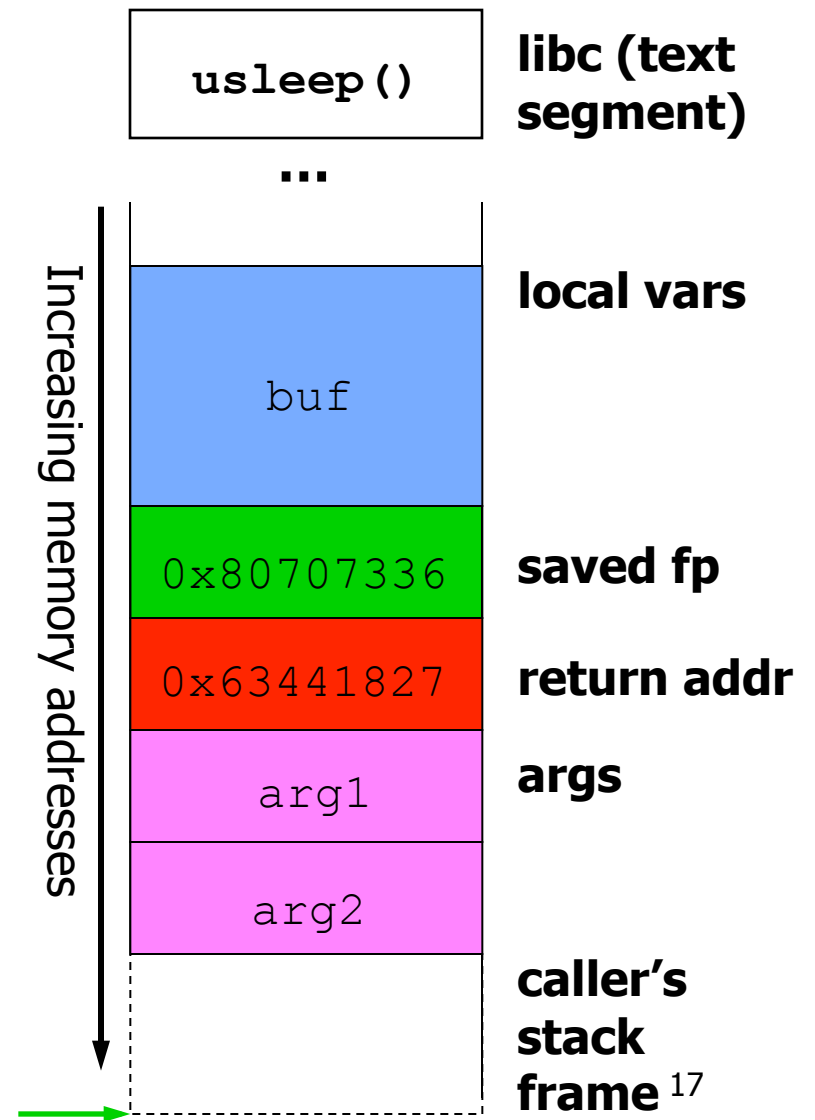 usleep()
libc (text
segment)
...
Increasing memory addresses
local vars
buf
0x80707336
saved fp
0x63441827
return addr
arg1
args
arg2
caller’s
stack
frame 17